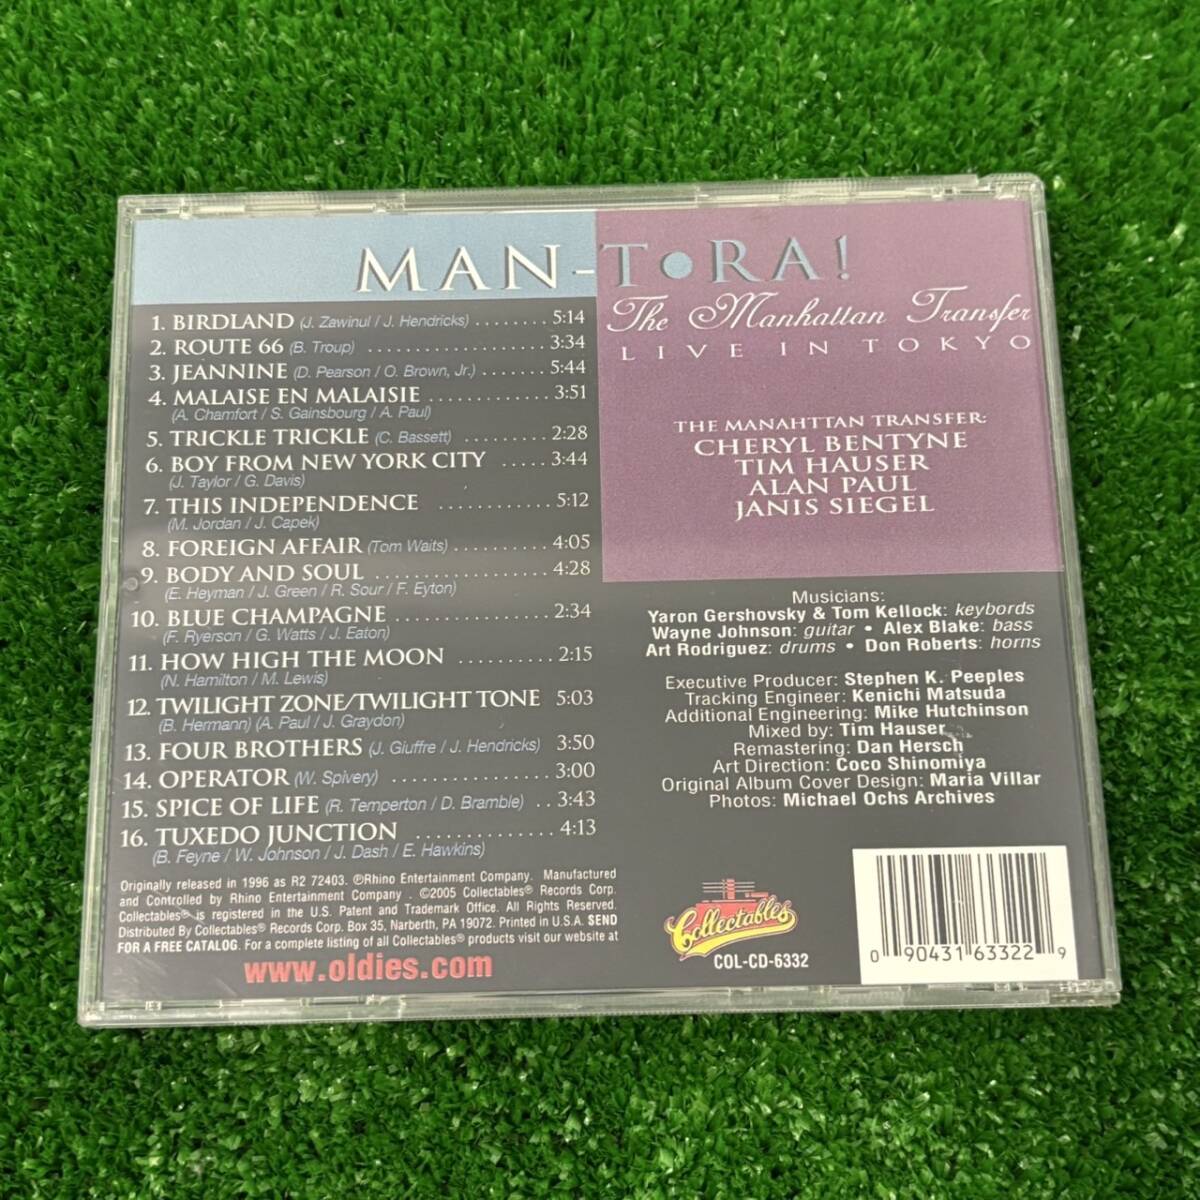 MAN-TORA!
The Manhattan Transfer
LIVE IN TOKYO
1. BIRDLAND (J. Zawinul / J. Hendricks) ........ 5:14
2. ROUTE 66 (B. Troup) .................. 3:34
3. JEANNINE (D. Pearson / O. Brown, Jr.) ....... 5:44
4. MALAISE EN MALAISIE ............. 3:51
(A. Chamfort / S. Gainsbourg / A. Paul)
5. TRICKLE TRICKLE (C. Bassett) ........... 2:28
6. BOY FROM NEW YORK CITY ..... 3:44
(J. Taylor / G. Davis)
7. THIS INDEPENDENCE ............ 5:12
(M. Jordan / J. Capek)
8. FOREIGN AFFAIR (Tom Waits) .......... 4:05
9. BODY AND SOUL .................. 4:28
(E. Heyman / J. Green / R. Sour / F. Eyton)
10. BLUE CHAMPAGNE ................ 2:34
(F. Ryerson / G. Watts / J. Eaton)
11. HOW HIGH THE MOON .......... 2:15
(N. Hamilton / M. Lewis)
12. TWILIGHT ZONE/TWILIGHT TONE 5:03
(B. Hermann) (A. Paul / J. Graydon)
13. FOUR BROTHERS (J. Giuffre / J. Hendricks) 3:50
14. OPERATOR (W. Spivery) ................ 3:00
15. SPICE OF LIFE (R. Temperton / D. Bramble) .. 3:43
16. TUXEDO JUNCTION .............. 4:13
(B. Feyne / W. Johnson / J. Dash / E. Hawkins)
THE MANAHTTAN TRANSFER:
CHERYL BENTYNE
TIM HAUSER
ALAN PAUL
JANIS SIEGEL
Musicians:
Yaron Gershovsky & Tom Kellock: keybords
Wayne Johnson: guitar • Alex Blake: bass
Art Rodriguez: drums • Don Roberts: horns
Executive Producer: Stephen K. Peeples
Tracking Engineer: Kenichi Matsuda
Additional Engineering: Mike Hutchinson
Mixed by: Tim Hauser
Remastering: Dan Hersch
Art Direction: Coco Shinomiya
Original Album Cover Design: Maria Villar
Photos: Michael Ochs Archives
Originally released in 1996 as R2 72403. ℗Rhino Entertainment Company. Manufactured
and Controlled by Rhino Entertainment Company . ©2005 Collectables® Records Corp.
Collectables® is registered in the U.S. Patent and Trademark Office. All Rights Reserved.
Distributed By Collectables® Records Corp. Box 35, Narberth, PA 19072. Printed in U.S.A. SEND
FOR A FREE CATALOG. For a complete listing of all Collectables® products visit our website at
www.oldies.com
Collectables
COL-CD-6332
0 90431 63322 9